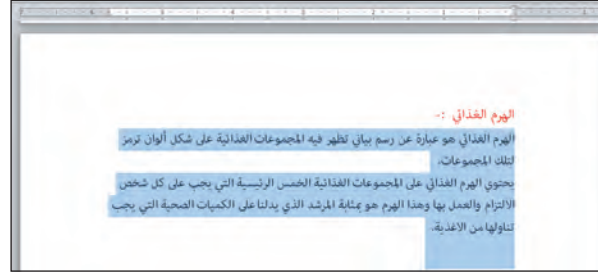 الهرم الغذائي :-
الهرم الغذائي هو عبارة عن رسم بياني تظهر فيه المجموعات الغذائية على شكل ألوان ترمز
لتلك المجموعات.
يحتوي الهرم الغذائي على المجموعات الغذائية الخمس الرئيسية التي يجب على كل شخص
الالتزام والعمل بها وهذا الهرم هو بمثابة المرشد الذي يدلنا على الكميات الصحية التي يجب
تناولها من الاغذية.